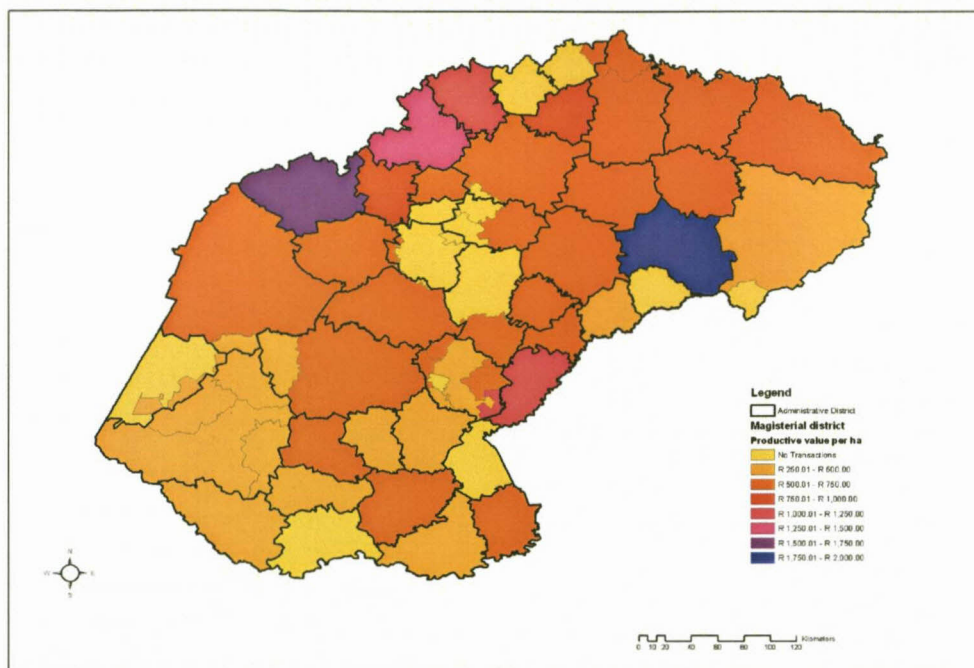 Legend
Administrative District
Magisterial district
Productive value per ha
No Transactions
R 250.01 - R 500.00
R 500.01 - R 750.00
R 750.01 - R 1,000.00
R 1,000.01 - R 1,250.00
R 1,250.01 - R 1,500.00
R 1,500.01 - R 1,750.00
R 1,750.01 - R 2,000.00
N
W E
S
Kilometers
0 10 20 40 60 80 100 120